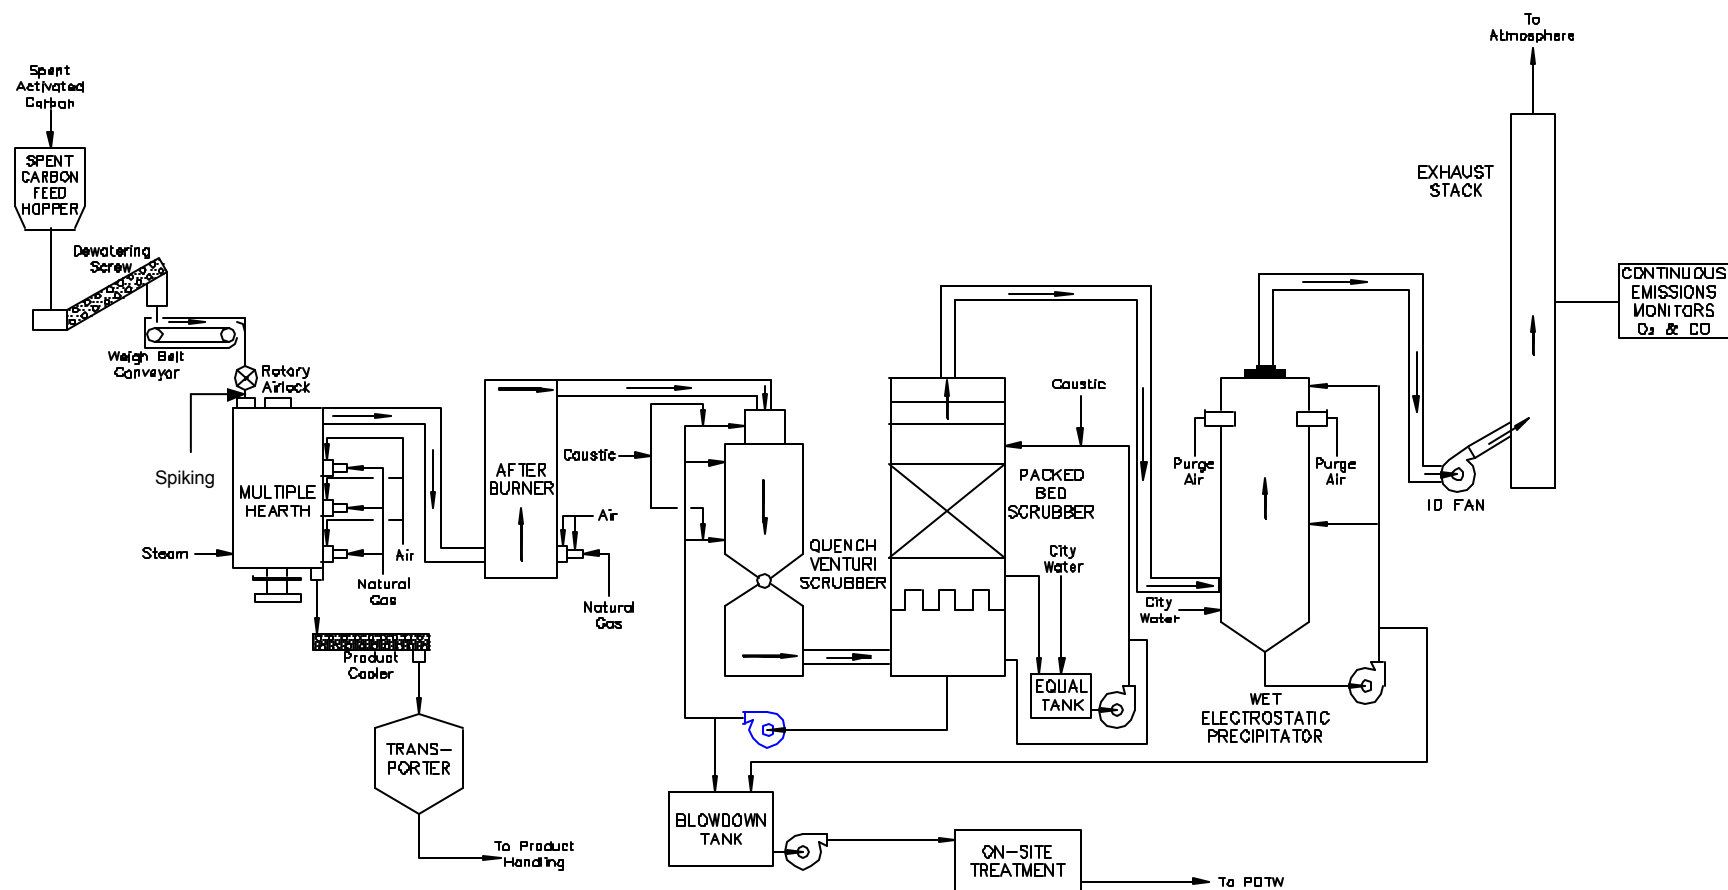 To
Atmosphere
Spent
Activated
Carbon
SPENT
CARBON
FEED
HOPPER
EXHAUST
STACK
Dewatering
Screw
CONTINUOUS
EMISSIONS
MONITORS
O₂ & CO
Weigh Belt
Conveyor
Rotary
Airlock
Spiking
MULTIPLE
HEARTH
Steam
Air
Natural
Gas
Product
Cooler
TRANS-
PORTER
To Product
Handling
AFTER
BURNER
Air
Natural
Gas
Caustic
QUENCH
VENTURI
SCRUBBER
Caustic
PACKED
BED
SCRUBBER
City
Water
EQUAL
TANK
City
Water
Purge
Air
Purge
Air
WET
ELECTROSTATIC
PRECIPITATOR
ID FAN
BLOWDOWN
TANK
ON-SITE
TREATMENT
To POTW